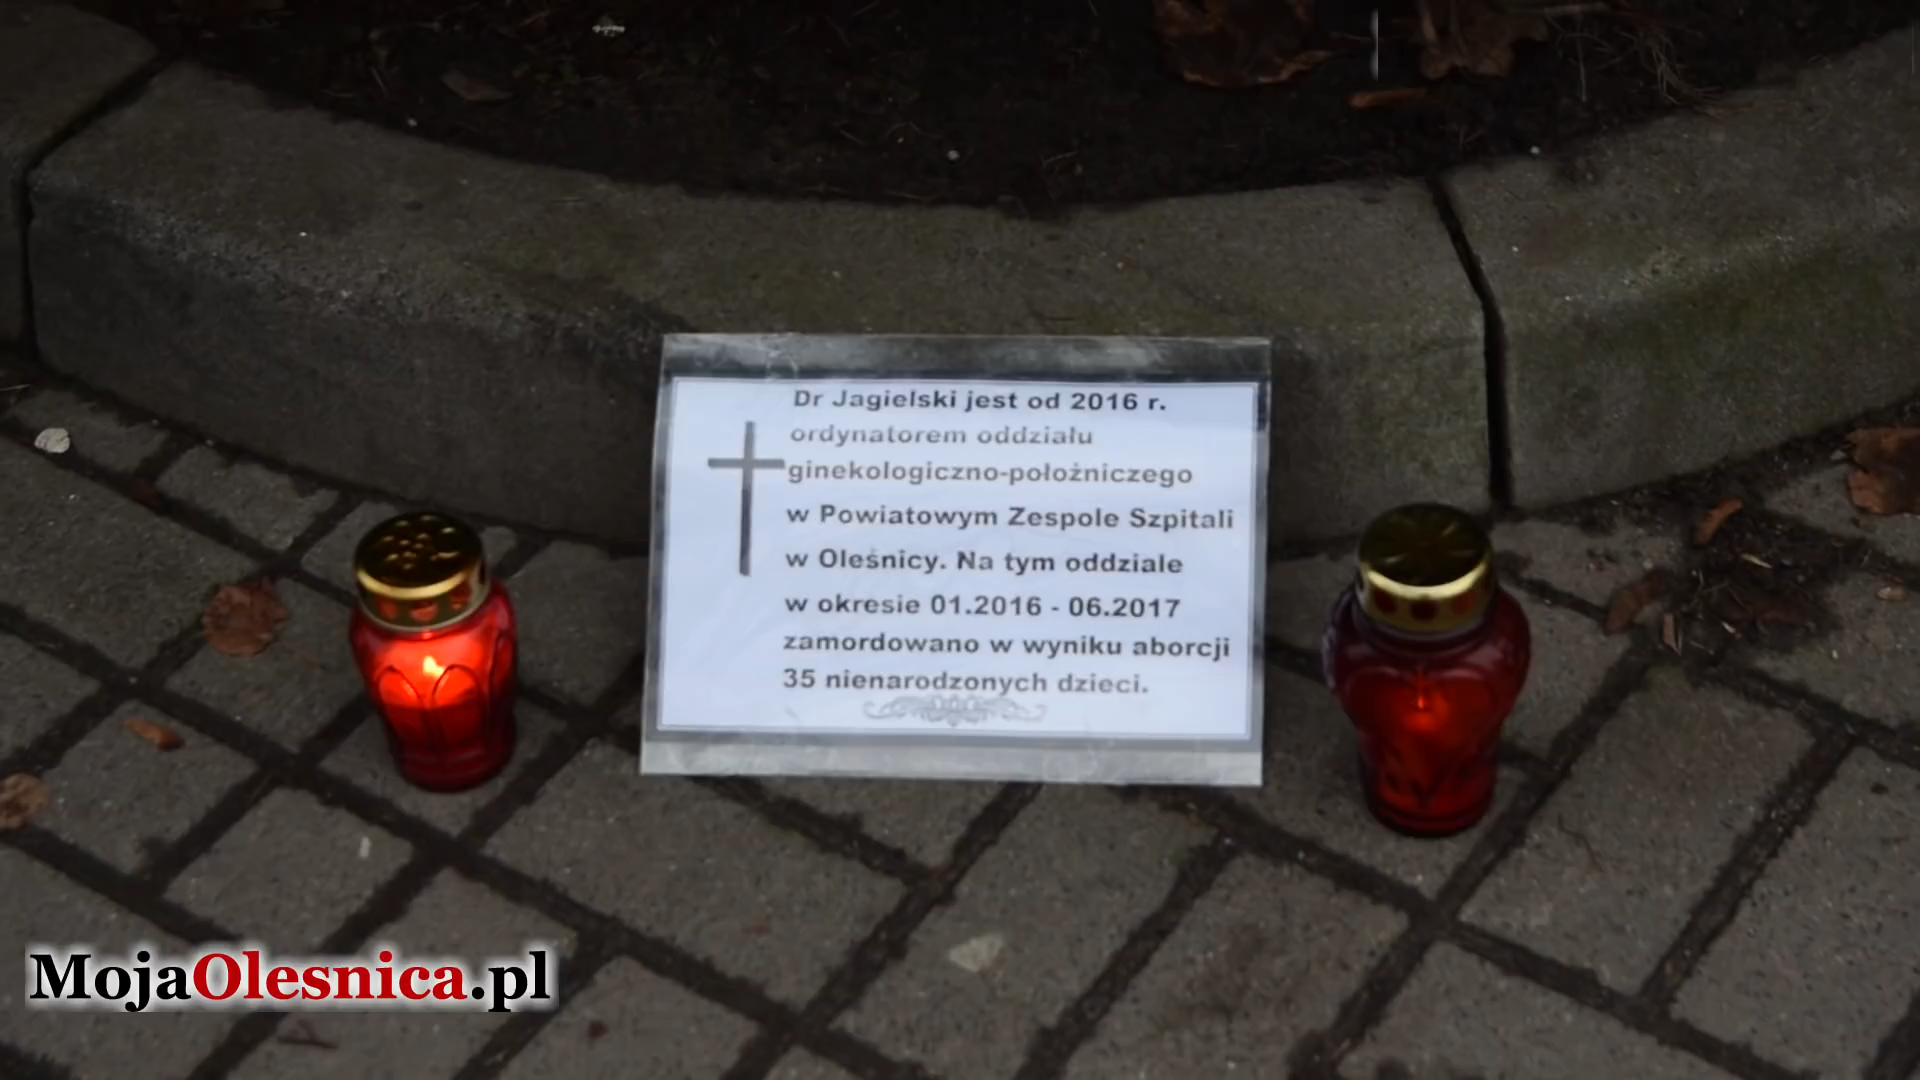 Dr Jagielski jest od 2016 r.
ordynatorem oddziału
ginekologiczno-położniczego
w Powiatowym Zespole Szpitali
w Oleśnicy. Na tym oddziale
w okresie 01.2016 - 06.2017
zamordowano w wyniku aborcji
35 nienarodzonych dzieci.
MojaOlesnica.pl